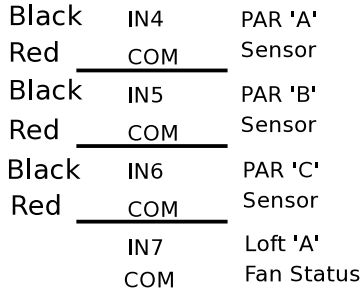 Black IN4 PAR 'A'
Red COM Sensor
Black IN5 PAR 'B'
Red COM Sensor
Black IN6 PAR 'C'
Red COM Sensor
IN7 Loft 'A'
COM Fan Status